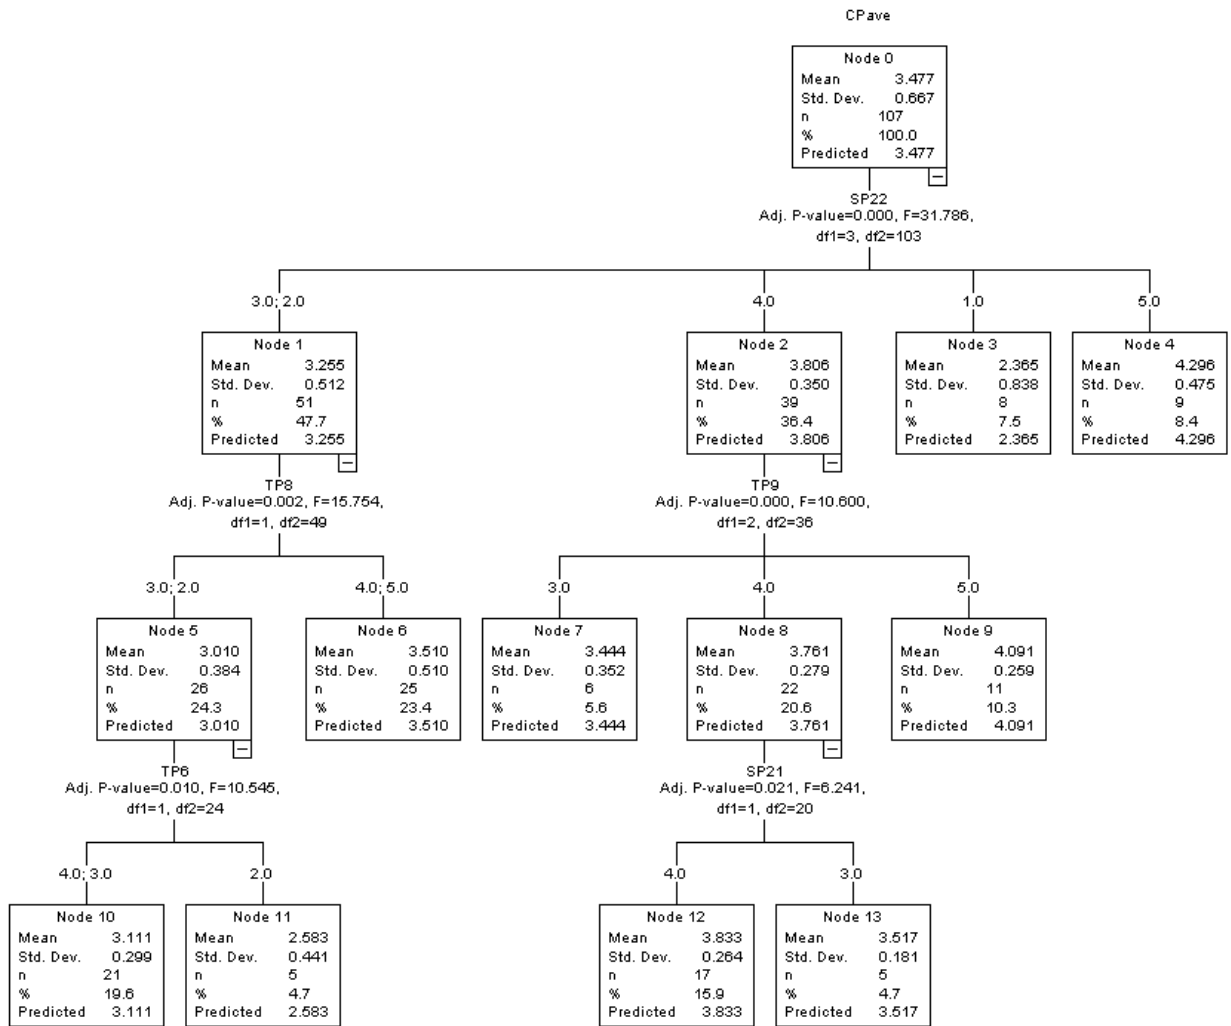 CPave
Node 0
Mean 3.477
Std. Dev. 0.667
n 107
% 100.0
Predicted 3.477
SP22
Adj. P-value=0.000, F=31.786,
df1=3, df2=103
3.0; 2.0
4.0
1.0
5.0
Node 1
Mean 3.255
Std. Dev. 0.512
n 51
% 47.7
Predicted 3.255
Node 2
Mean 3.806
Std. Dev. 0.350
n 39
% 36.4
Predicted 3.806
Node 3
Mean 2.365
Std. Dev. 0.838
n 8
% 7.5
Predicted 2.365
Node 4
Mean 4.296
Std. Dev. 0.475
n 9
% 8.4
Predicted 4.296
TP8
Adj. P-value=0.002, F=15.754,
df1=1, df2=49
TP9
Adj. P-value=0.000, F=10.600,
df1=2, df2=36
3.0; 2.0
4.0; 5.0
3.0
4.0
5.0
Node 5
Mean 3.010
Std. Dev. 0.384
n 26
% 24.3
Predicted 3.010
Node 6
Mean 3.510
Std. Dev. 0.510
n 25
% 23.4
Predicted 3.510
Node 7
Mean 3.444
Std. Dev. 0.352
n 6
% 5.6
Predicted 3.444
Node 8
Mean 3.761
Std. Dev. 0.279
n 22
% 20.6
Predicted 3.761
Node 9
Mean 4.091
Std. Dev. 0.259
n 11
% 10.3
Predicted 4.091
TP6
Adj. P-value=0.010, F=10.545,
df1=1, df2=24
SP21
Adj. P-value=0.021, F=6.241,
df1=1, df2=20
4.0; 3.0
2.0
4.0
3.0
Node 10
Mean 3.111
Std. Dev. 0.299
n 21
% 19.6
Predicted 3.111
Node 11
Mean 2.583
Std. Dev. 0.441
n 5
% 4.7
Predicted 2.583
Node 12
Mean 3.833
Std. Dev. 0.264
n 17
% 15.9
Predicted 3.833
Node 13
Mean 3.517
Std. Dev. 0.181
n 5
% 4.7
Predicted 3.517